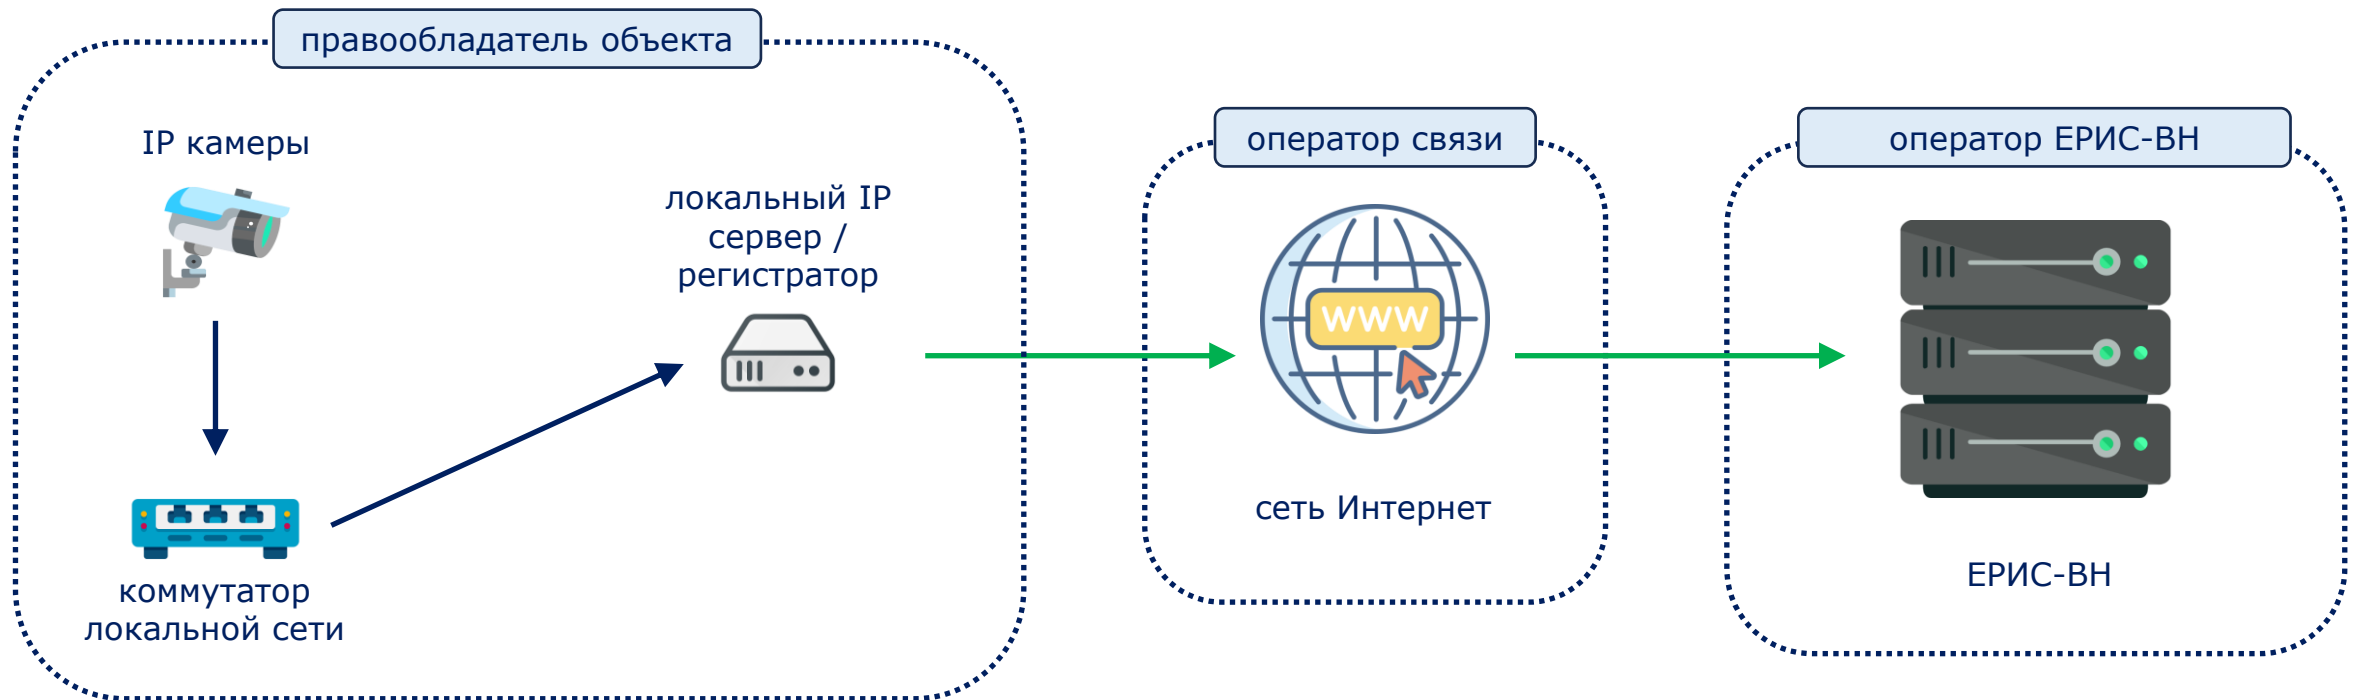 правообладатель объекта
IP камеры
локальный IP
сервер /
регистратор
коммутатор
локальной сети
оператор связи
WWW
сеть Интернет
оператор ЕРИС-ВН
ЕРИС-ВН